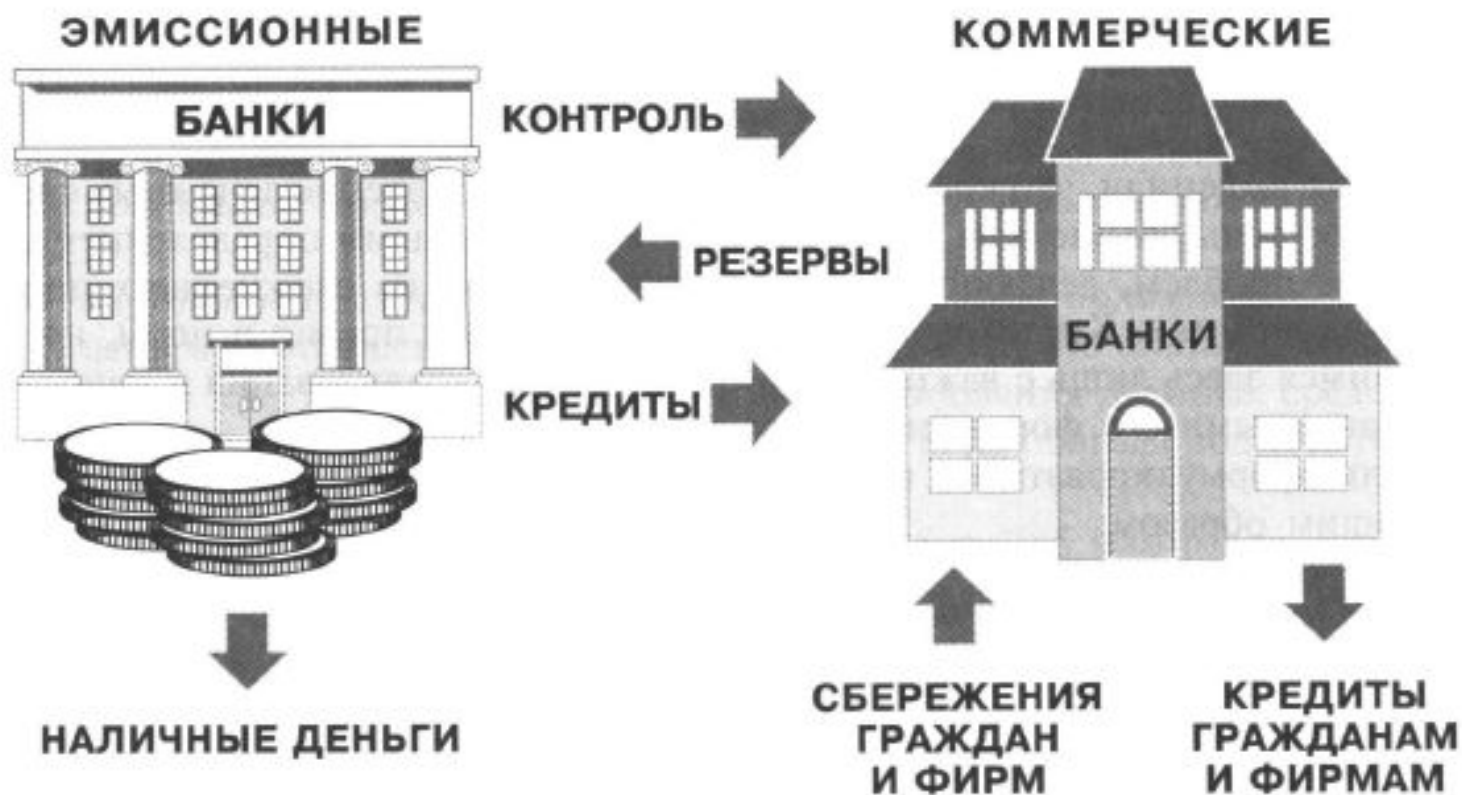 ЭМИССИОННЫЕ
БАНКИ
КОММЕРЧЕСКИЕ
БАНКИ
КОНТРОЛЬ
РЕЗЕРВЫ
КРЕДИТЫ
НАЛИЧНЫЕ ДЕНЬГИ
СБЕРЕЖЕНИЯ
ГРАЖДАН
И ФИРМ
КРЕДИТЫ
ГРАЖДАНАМ
И ФИРМАМ